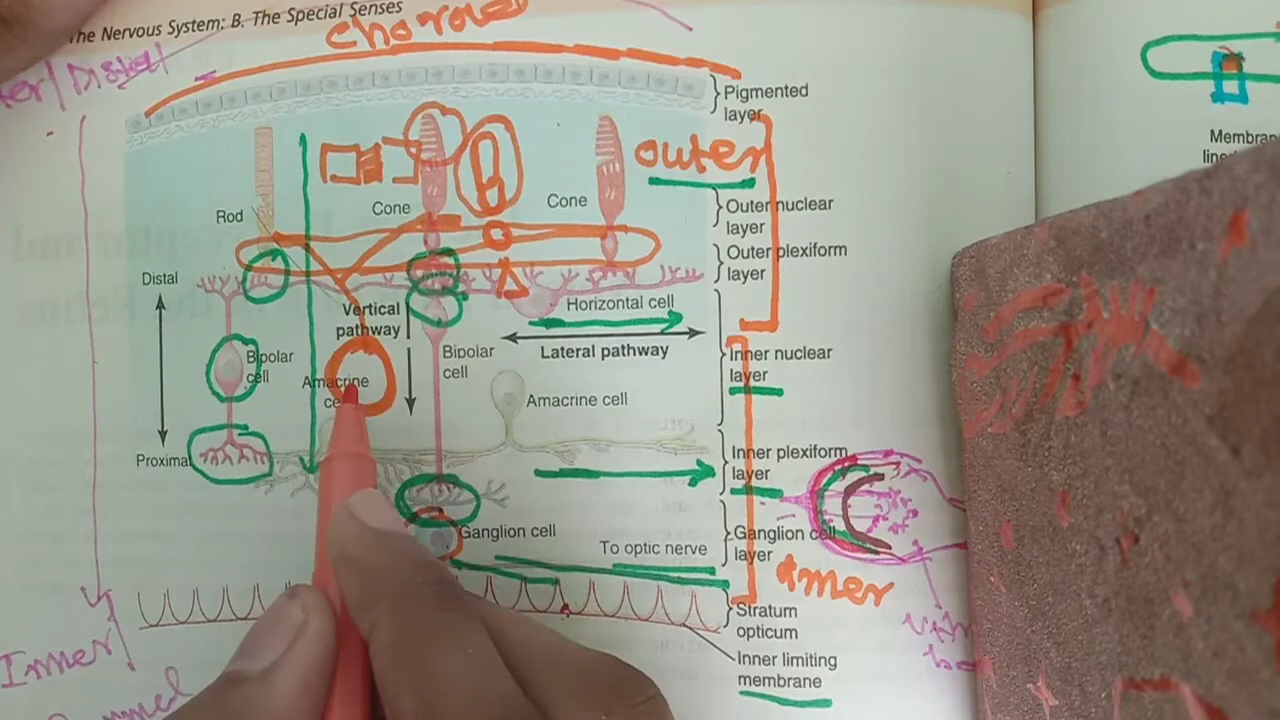 The Nervous System: B. The Special Senses
Pigmented
layer
outer
Membran
Rod
Cone
Cone
Outer nuclear
layer
Outer plexiform
layer
Distal
Vertical
pathway
Horizontal cell
Lateral pathway
Bipolar
cell
Bipolar
cell
Inner nuclear
layer
Amacrine
Amacrine cell
Proximal
Inner plexiform
layer
Ganglion cell
To optic nerve
Ganglion cell
layer
Stratum
opticum
Inner limiting
membrane
Inner